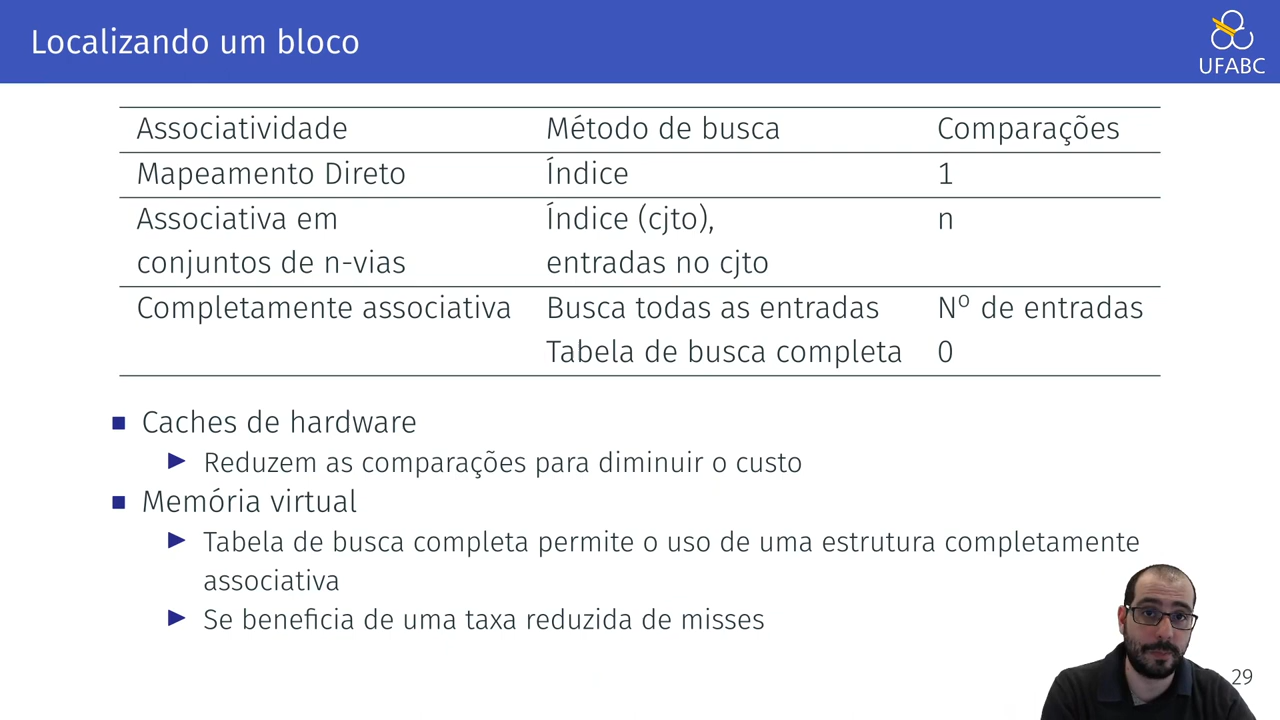 Localizando um bloco
UFABC
Associatividade Método de busca Comparações
Mapeamento Direto Índice 1
Associativa em Índice (cjto), n
conjuntos de n-vias entradas no cjto
Completamente associativa Busca todas as entradas Nº de entradas
Tabela de busca completa 0
Caches de hardware
Reduzem as comparações para diminuir o custo
Memória virtual
Tabela de busca completa permite o uso de uma estrutura completamente
associativa
Se beneficia de uma taxa reduzida de misses
29